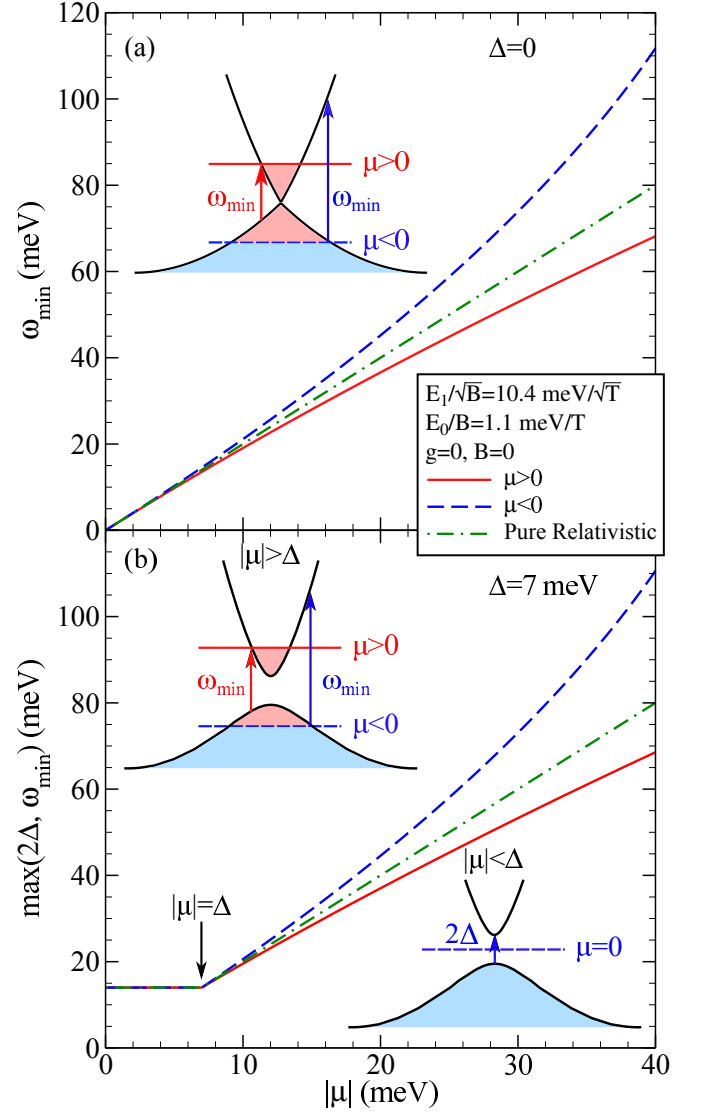 120
(a)
Δ=0
100
μ>0
80
ω_min
ω_min
μ<0
60
ω_min (meV)
40
E₁/√B=10.4 meV/√T
E₀/B=1.1 meV/T
g=0, B=0
μ>0
μ<0
Pure Relativistic
20
0
(b)
|μ|>Δ
Δ=7 meV
100
μ>0
80
ω_min
ω_min
μ<0
60
max(2Δ, ω_min) (meV)
40
|μ|<Δ
|μ|=Δ
2Δ
μ=0
20
0
0 10 20 30 40
|μ| (meV)